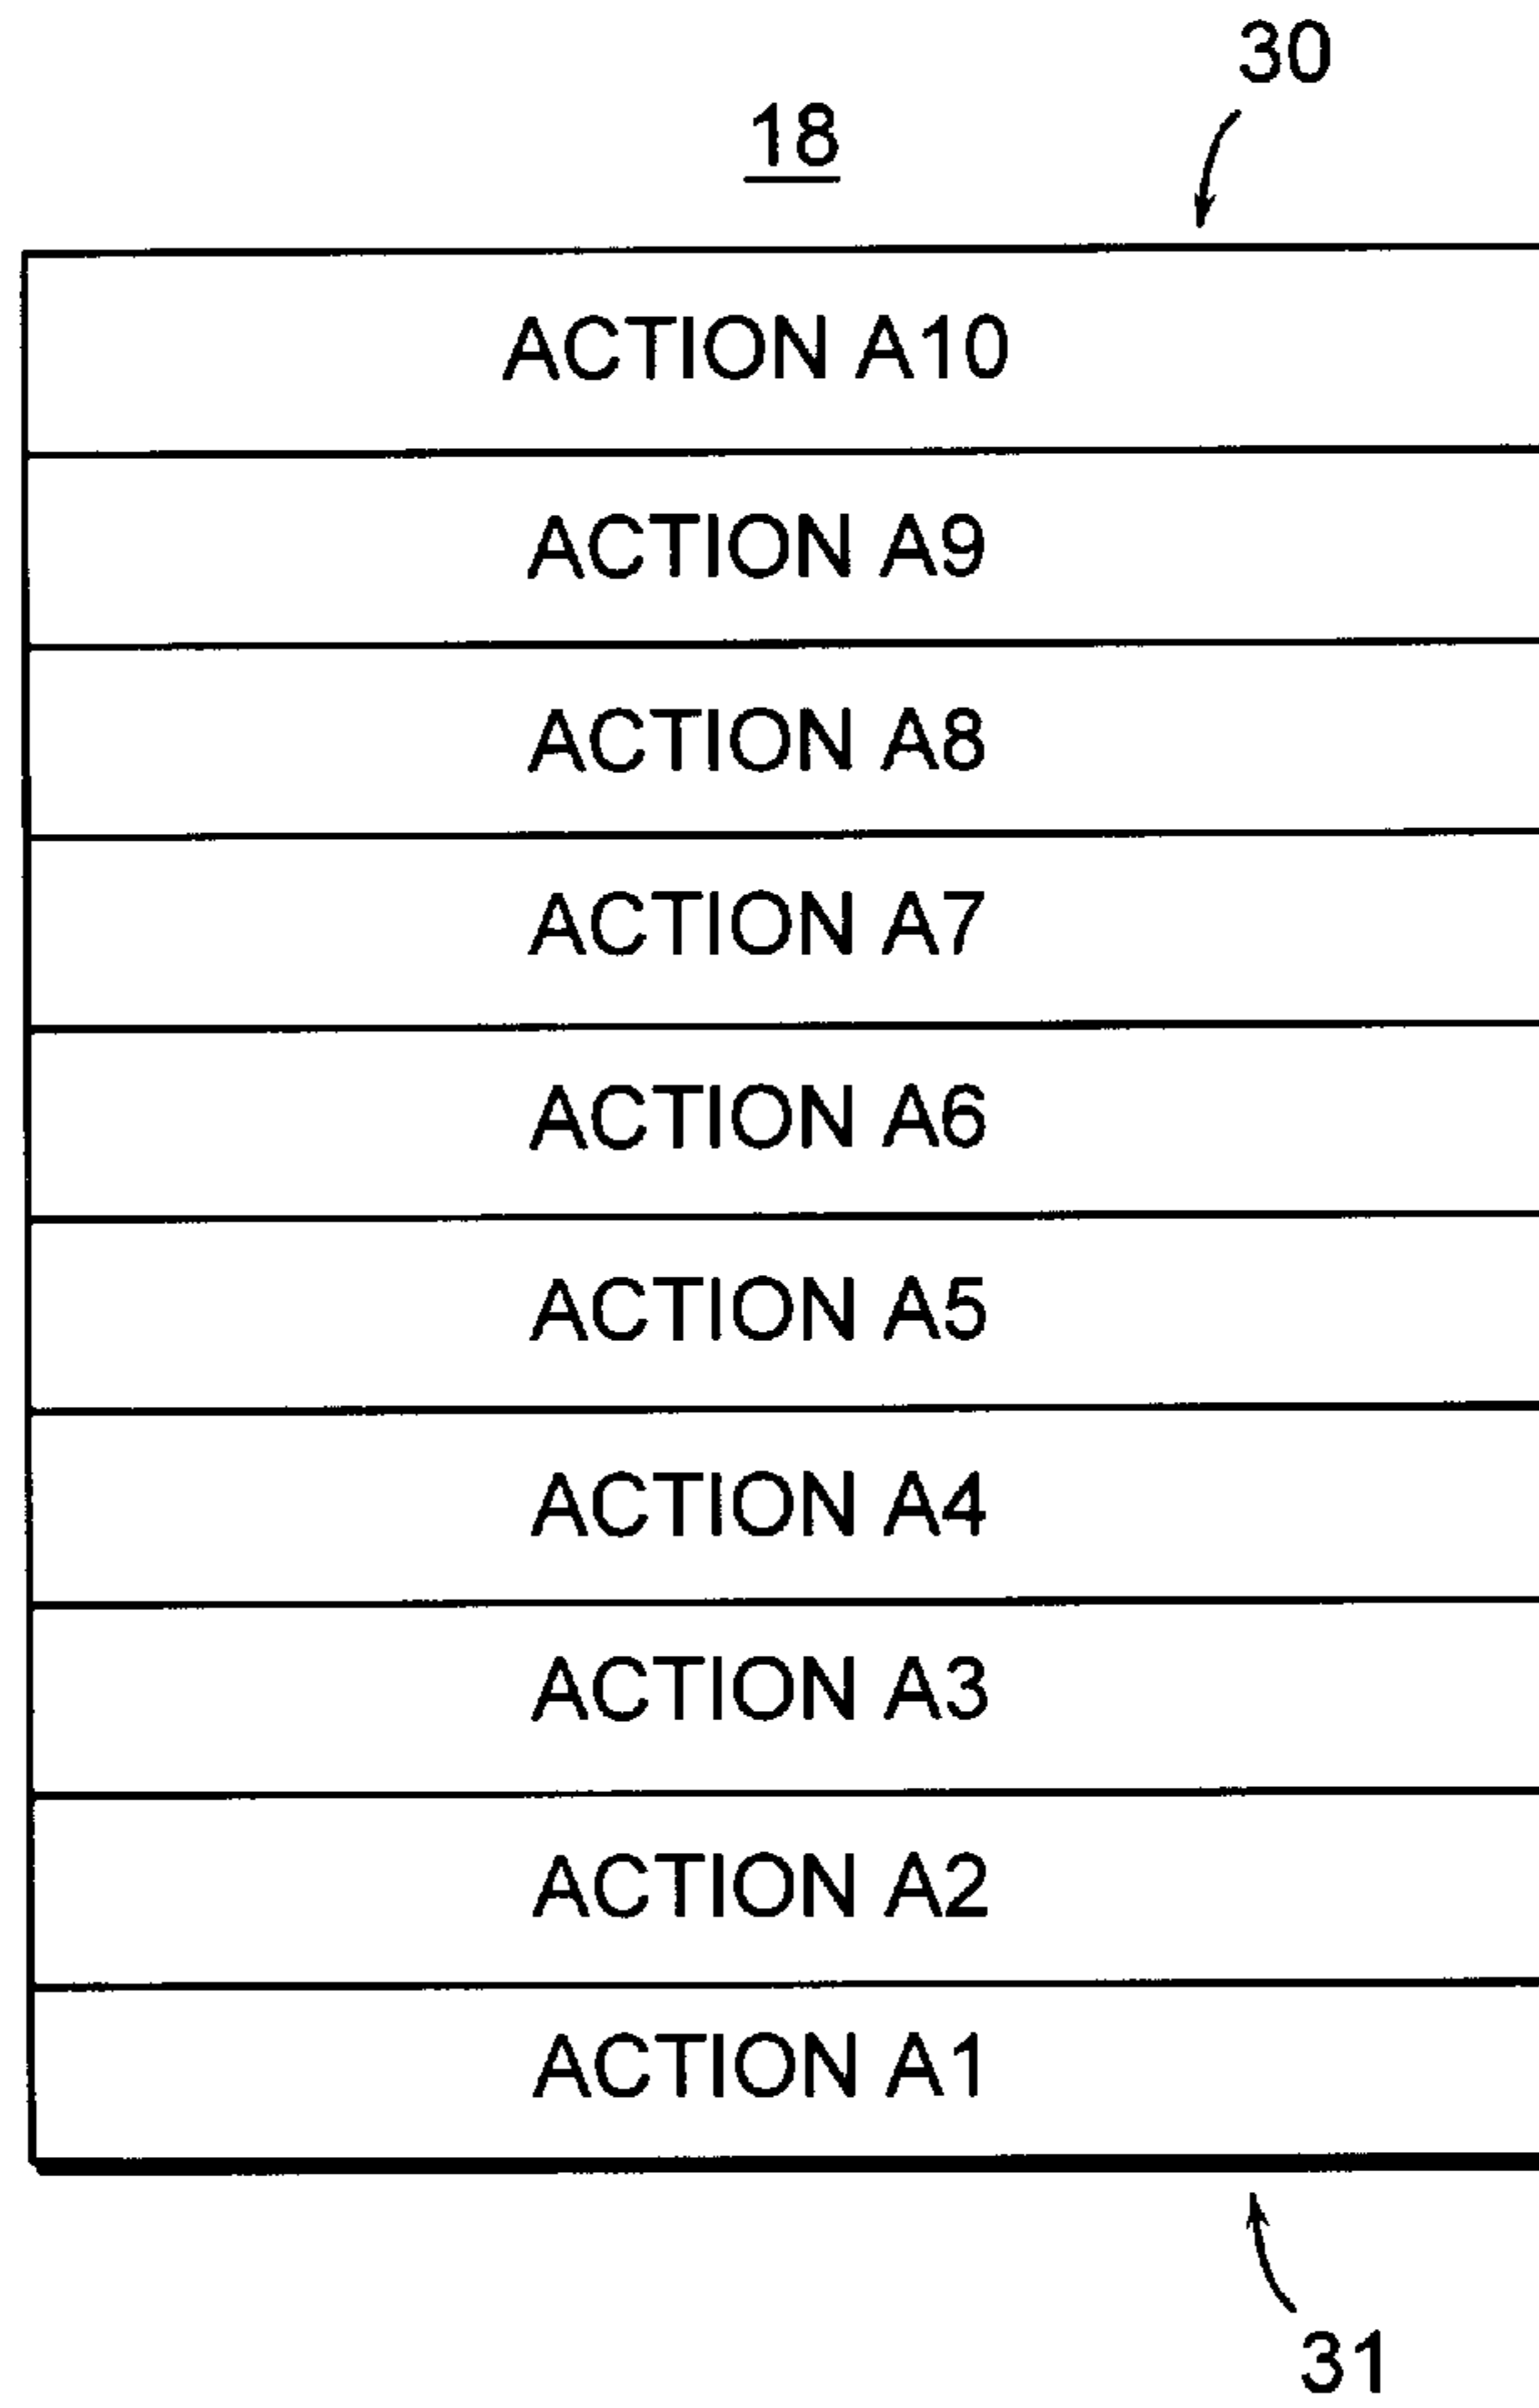 30
18
ACTION A10
ACTION A9
ACTION A8
ACTION A7
ACTION A6
ACTION A5
ACTION A4
ACTION A3
ACTION A2
ACTION A1
31